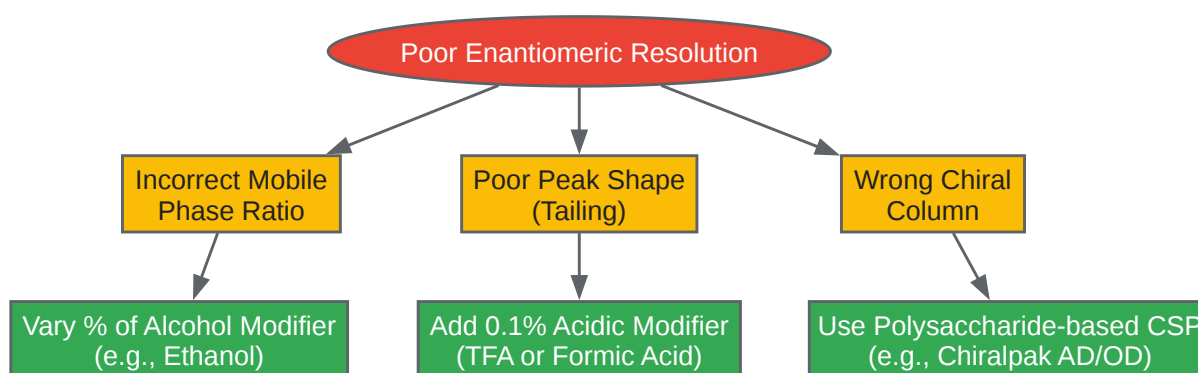 Poor Enantiomeric Resolution
Incorrect Mobile
Phase Ratio
Poor Peak Shape
(Tailing)
Wrong Chiral
Column
Vary % of Alcohol Modifier
(e.g., Ethanol)
Add 0.1% Acidic Modifier
(TFA or Formic Acid)
Use Polysaccharide-based CSP
(e.g., Chiralpak AD/OD)